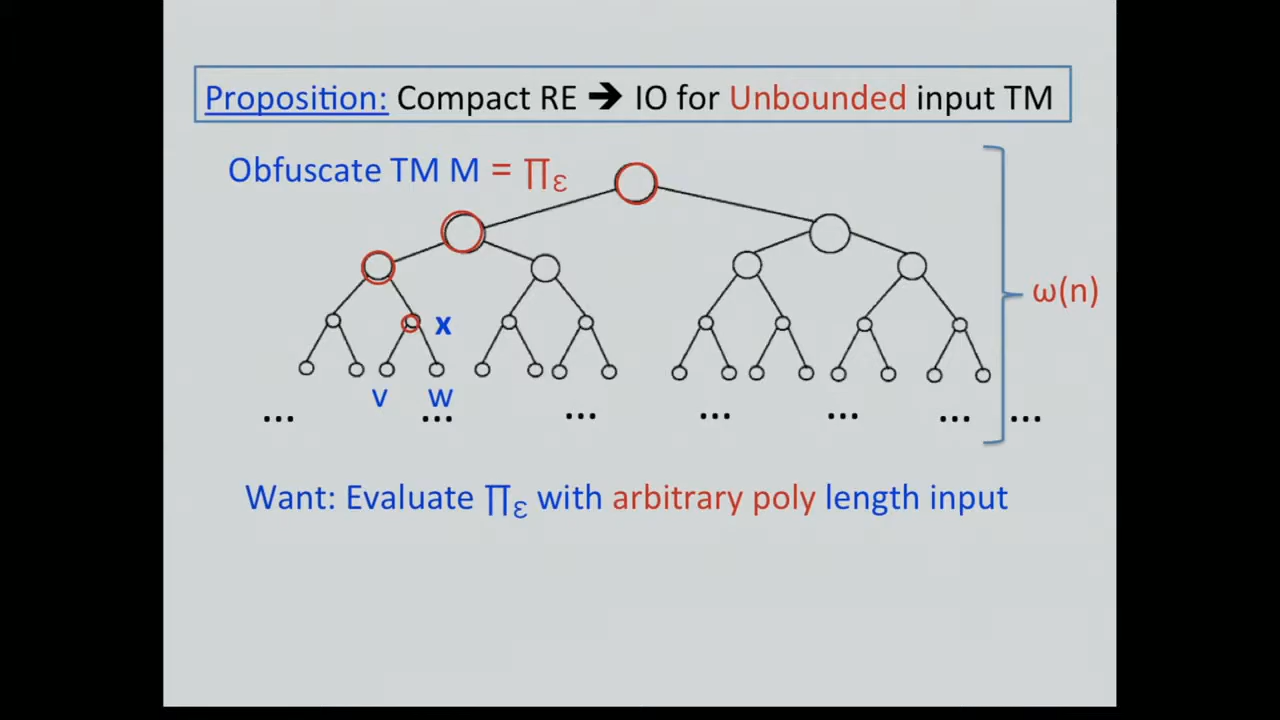 Proposition: Compact RE ➔ IO for Unbounded input TM
Obfuscate TM M = ∏ε
ω(n)
x
v w
... ... ... ... ... ... ...
Want: Evaluate ∏ε with arbitrary poly length input